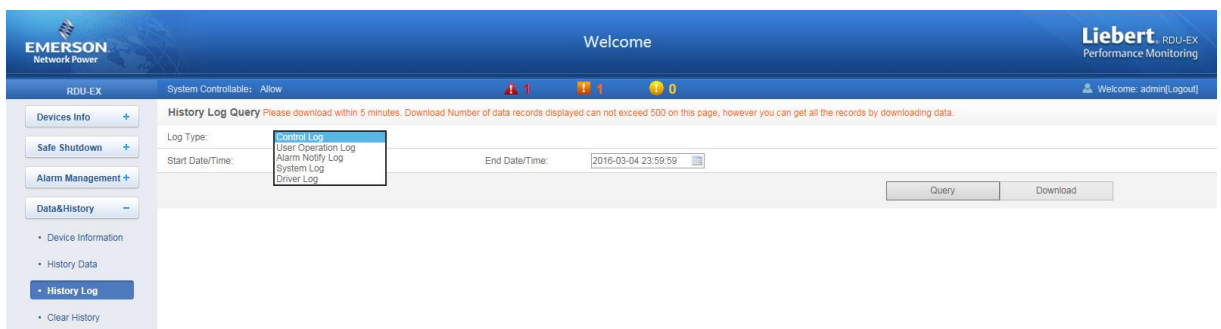 EMERSON
Network Power
Welcome
Liebert® RDU-EX
Performance Monitoring
RDU-EX
System Controllable: Allow
1
1
0
Welcome: admin[Logout]
Devices Info +
Safe Shutdown +
Alarm Management +
Data&History −
• Device Information
• History Data
• History Log
• Clear History
History Log Query Please download within 5 minutes. Download Number of data records displayed can not exceed 500 on this page, however you can get all the records by downloading data.
Log Type:
Control Log
User Operation Log
Alarm Notify Log
System Log
Driver Log
Start Date/Time:
End Date/Time: 2016-03-04 23:59:59
Query Download